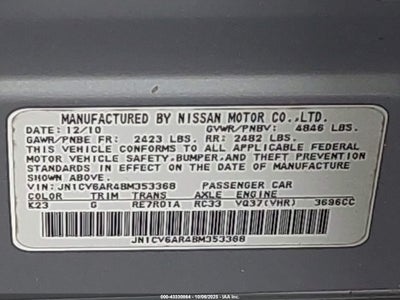 MANUFACTURED BY NISSAN MOTOR CO.,LTD.
DATE: 12/10 GVWR/PNBV: 4846 LBS.
GAWR/PNBE FR: 2423 LBS. RR: 2482 LBS.
THIS VEHICLE CONFORMS TO ALL APPLICABLE FEDERAL
MOTOR VEHICLE SAFETY,BUMPER,AND THEFT PREVENTION
STANDARDS IN EFFECT ON THE DATE OF MANUFACTURE
SHOWN ABOVE.
VIN: JN1CV6AR4BM353368 PASSENGER CAR
COLOR TRIM TRANS AXLE ENGINE
K23 G RE7R01A RC33 VQ37(VHR) 3696CC
JN1CV6AR4BM353368